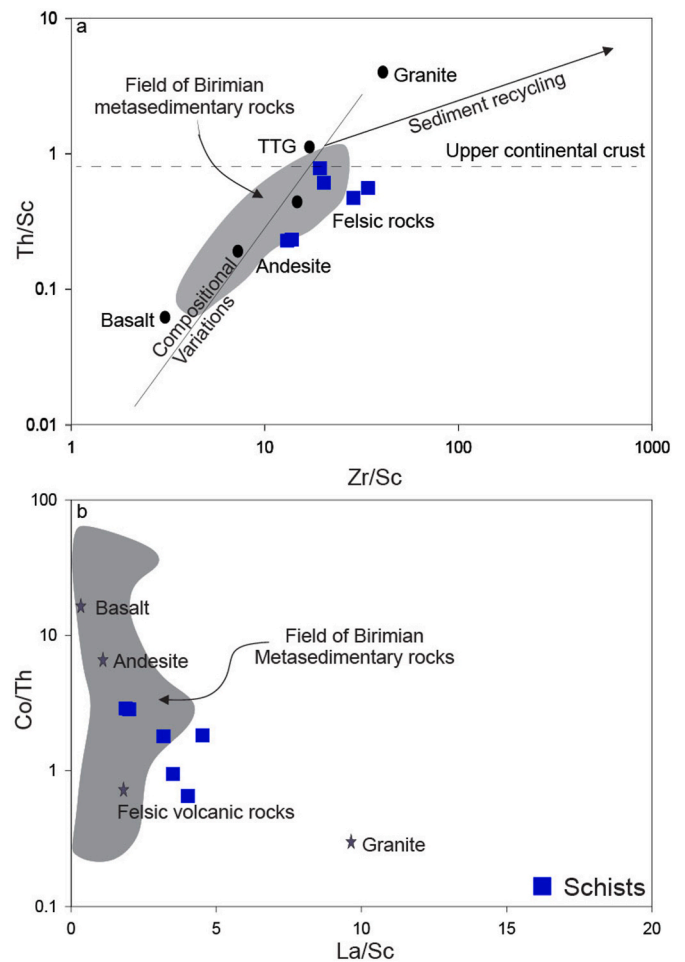 a
10
1
0.1
0.01
Th/Sc
Granite
Field of Birimian
metasedimentary rocks
Sediment recycling
TTG
Upper continental crust
Felsic rocks
Andesite
Compositional
Variations
Basalt
1
10
100
1000
Zr/Sc
b
100
10
1
0.1
Co/Th
Basalt
Field of Birimian
Metasedimentary rocks
Andesite
Felsic volcanic rocks
Granite
Schists
0
5
10
15
20
La/Sc